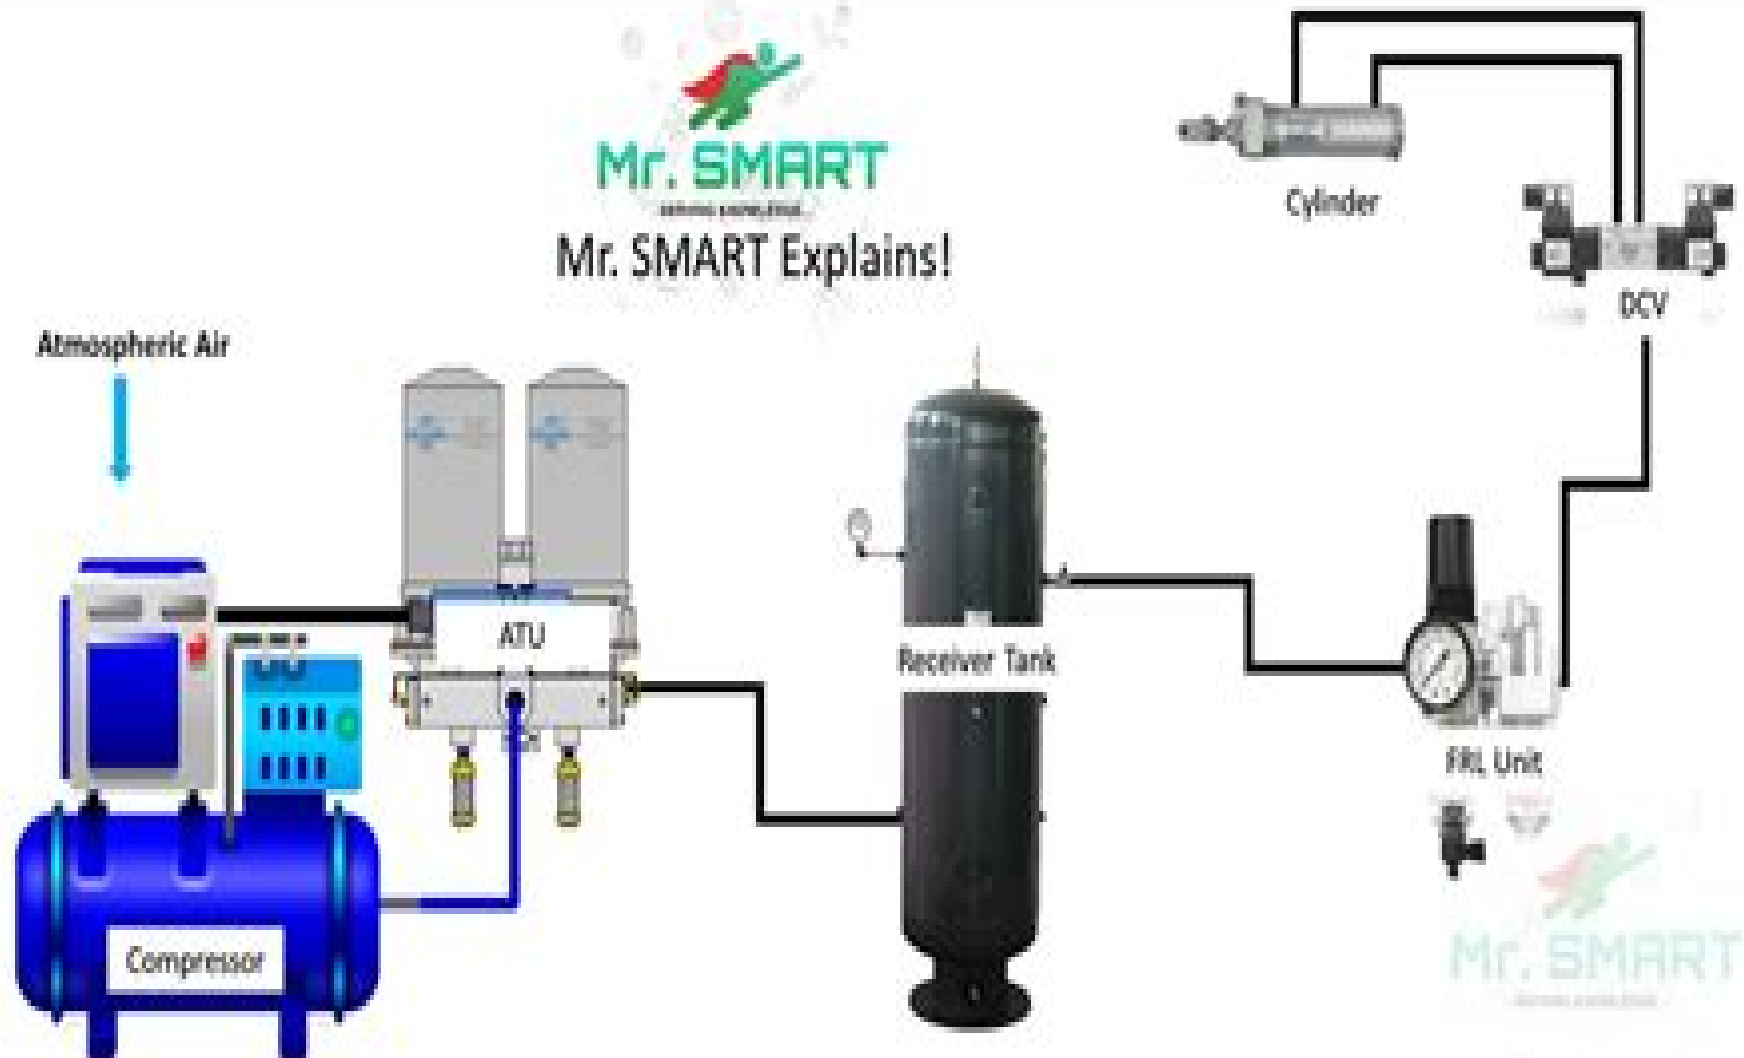 Mr. SMART
Mr. SMART Explains!
Cylinder
DCV
Atmospheric Air
ATU
Receiver Tank
FRL Unit
Compressor
Mr. SMART